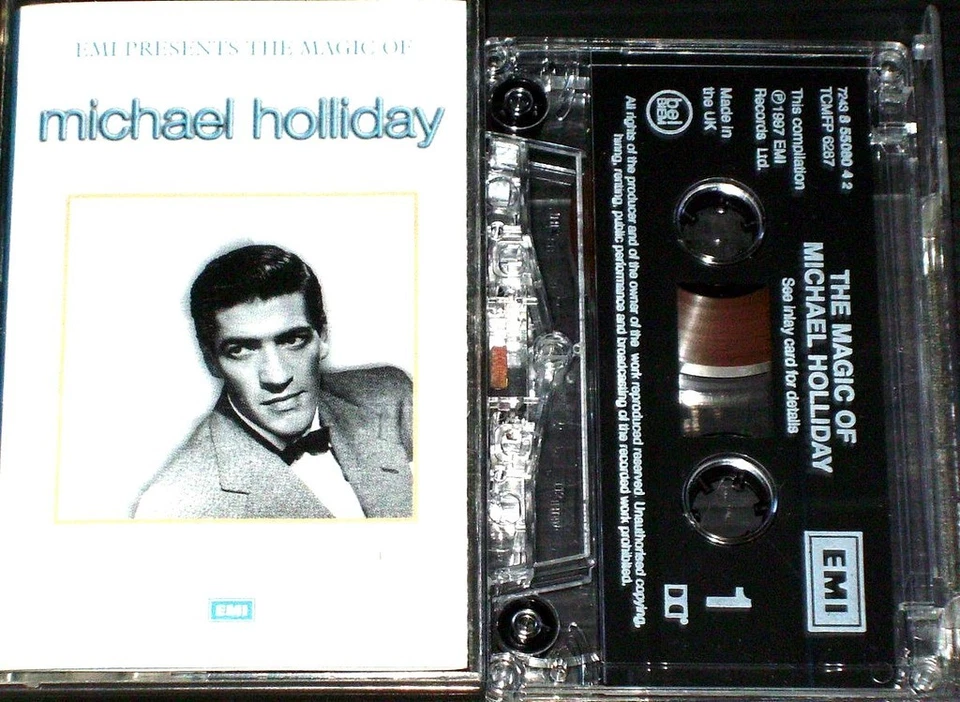 EMI PRESENTS THE MAGIC OF
michael holliday
EMI
7243 8 55080 4 2
TCMFP 6287
This compilation
℗1997 EMI
Records Ltd.
Made in
the UK
bel
BIEM
THE MAGIC OF
MICHAEL HOLLIDAY
See inlay card for details
EMI
1
All rights of the producer and of the owner of the work reproduced reserved. Unauthorised copying,
hiring, renting, public performance and broadcasting of the recorded work prohibited.